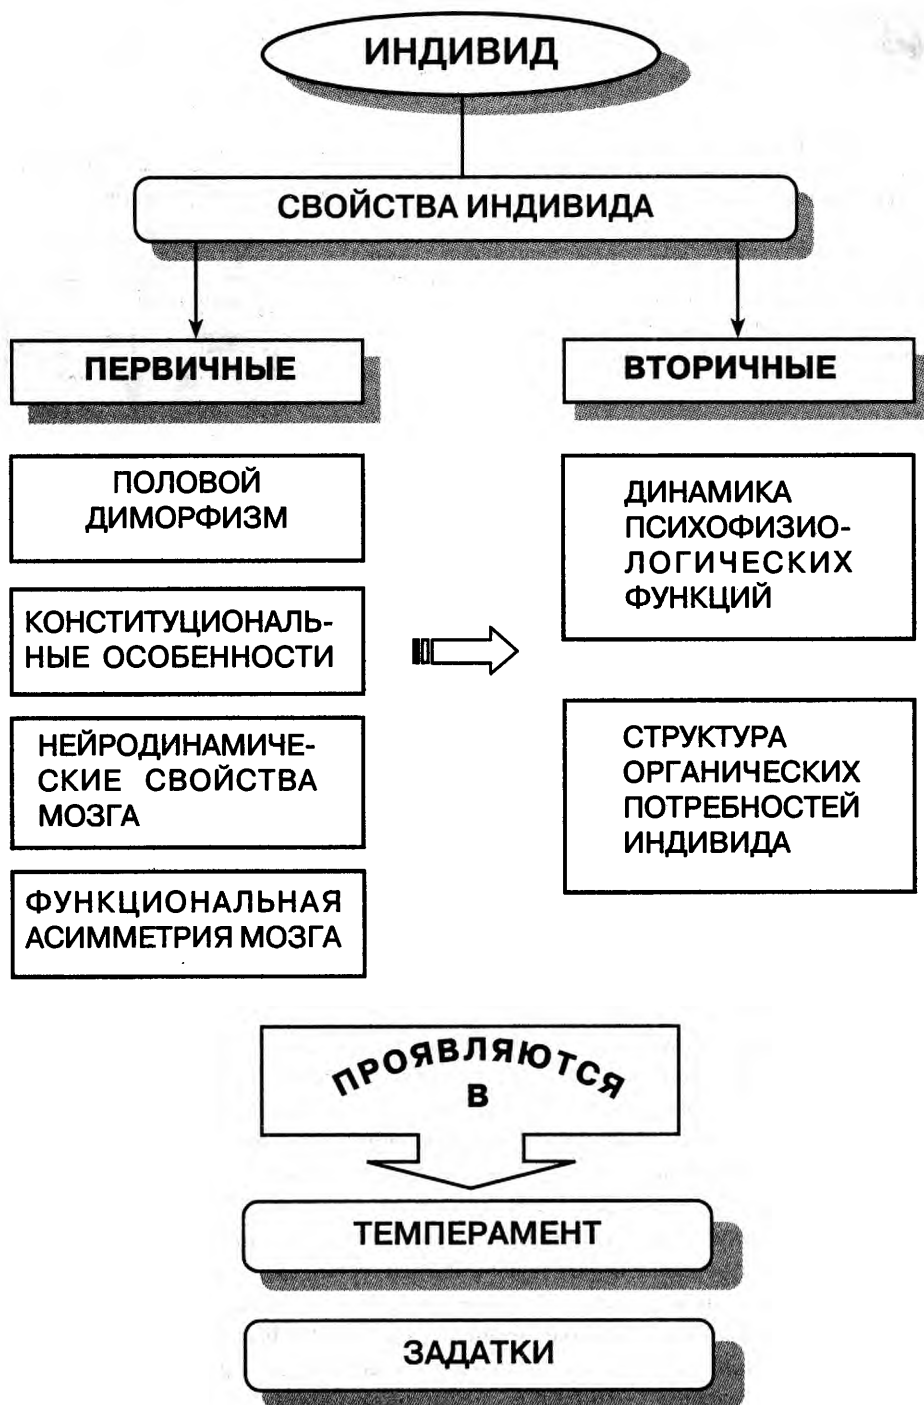 ИНДИВИД
СВОЙСТВА ИНДИВИДА
ПЕРВИЧНЫЕ
ПОЛОВОЙ
ДИМОРФИЗМ
КОНСТИТУЦИОНАЛЬ-
НЫЕ ОСОБЕННОСТИ
НЕЙРОДИНАМИЧЕ-
СКИЕ СВОЙСТВА
МОЗГА
ФУНКЦИОНАЛЬНАЯ
АСИММЕТРИЯ МОЗГА
ВТОРИЧНЫЕ
ДИНАМИКА
ПСИХОФИЗИО-
ЛОГИЧЕСКИХ
ФУНКЦИЙ
СТРУКТУРА
ОРГАНИЧЕСКИХ
ПОТРЕБНОСТЕЙ
ИНДИВИДА
ПРОЯВЛЯЮТСЯ
В
ТЕМПЕРАМЕНТ
ЗАДАТКИ